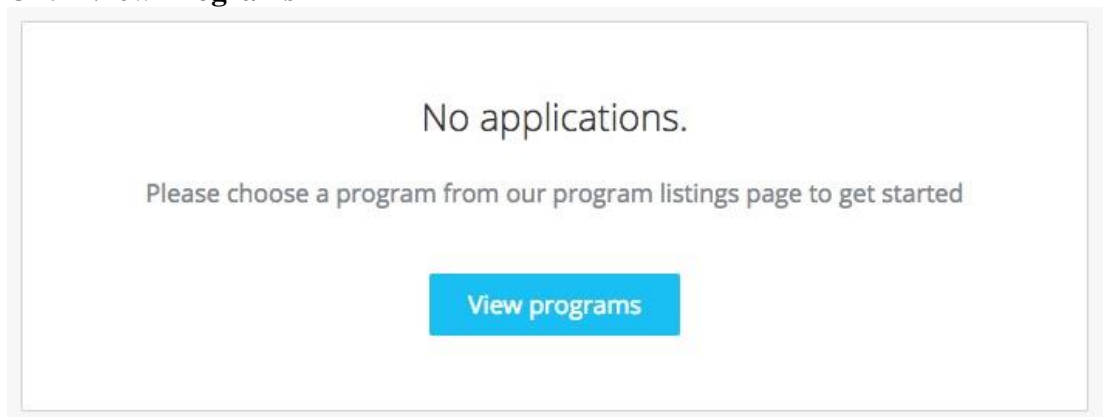 No applications.
Please choose a program from our program listings page to get started
View programs